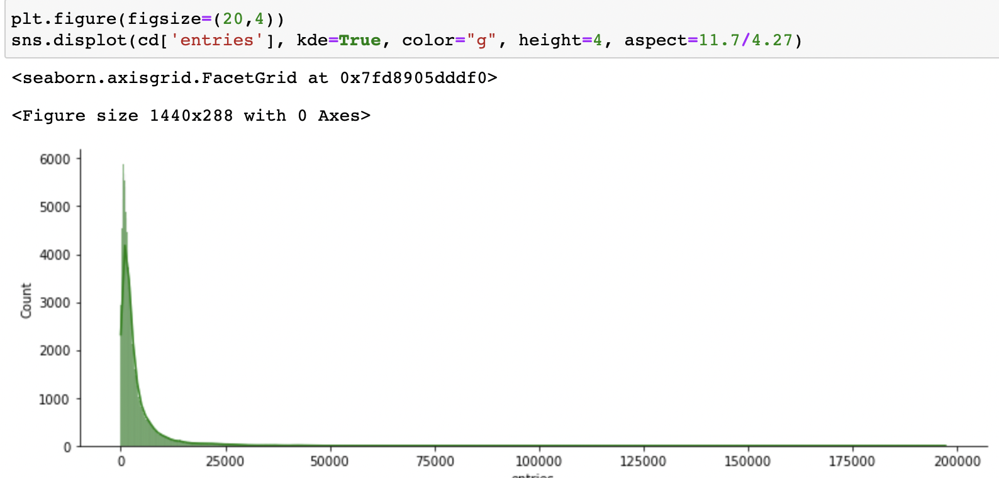 plt.figure(figsize=(20,4))
sns.displot(cd['entries'], kde=True, color="g", height=4, aspect=11.7/4.27)
<seaborn.axisgrid.FacetGrid at 0x7fd8905dddf0>
<Figure size 1440x288 with 0 Axes>
6000
5000
4000
3000
2000
1000
0
Count
0 25000 50000 75000 100000 125000 150000 175000 200000
entries